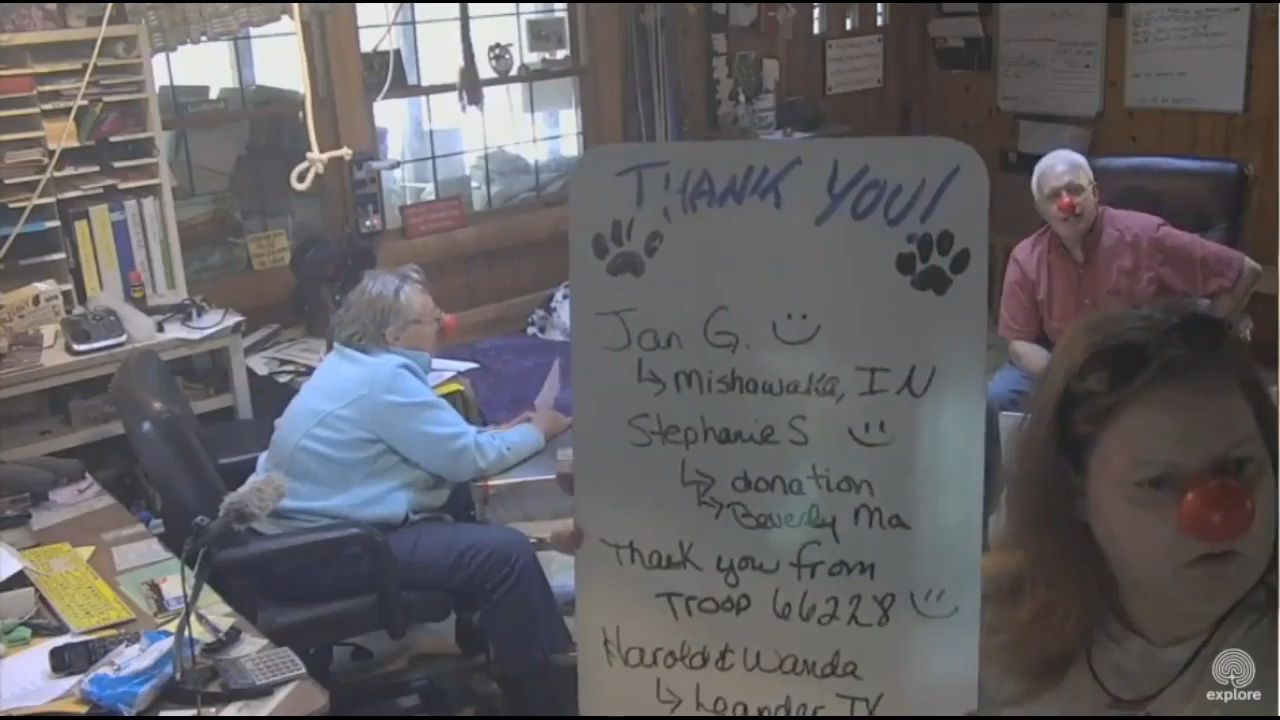 THANK YOU!
Jan G.
↳ Mishawaka, IN
Stephanie S
↳ donation
↳ Beverly Ma
Thank you from
Troop 66228
Harold & Wanda
↳ Leander TX
explore